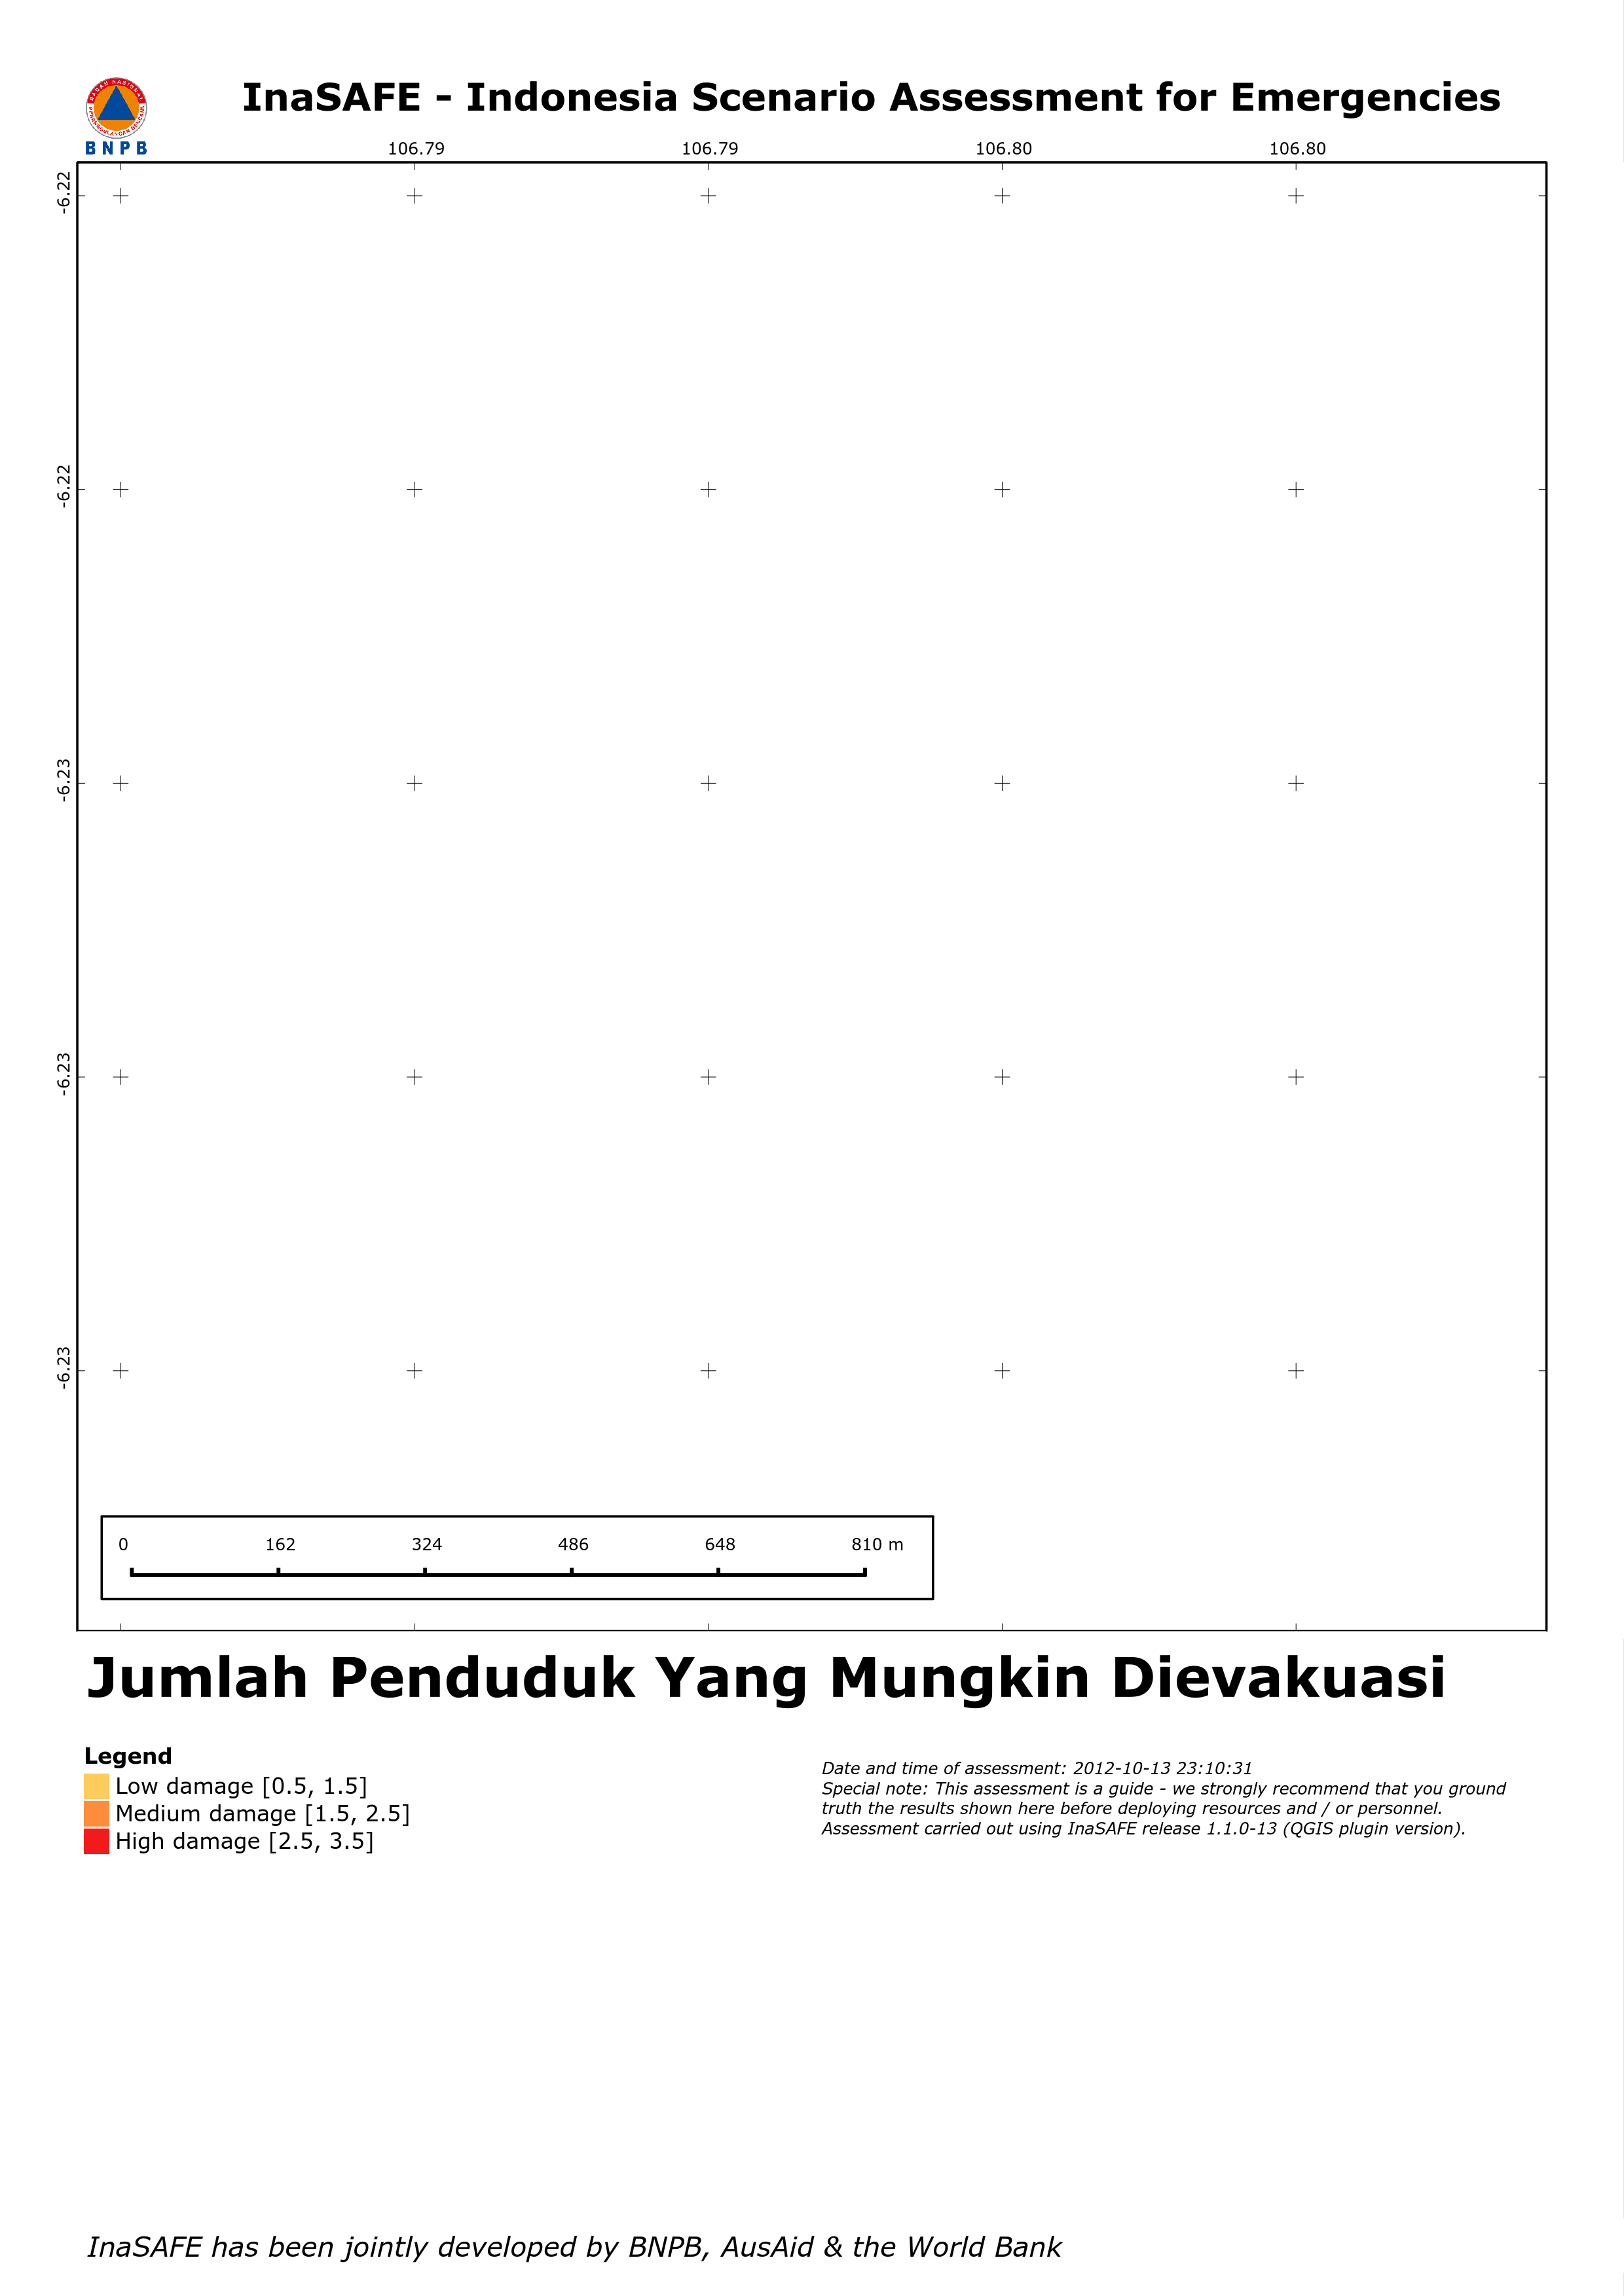 InaSAFE - Indonesia Scenario Assessment for Emergencies
BADAN NASIONAL
PENANGGULANGAN BENCANA
BNPB
106.79 106.79 106.80 106.80
-6.22
-6.22
-6.23
-6.23
-6.23
0 162 324 486 648 810 m
Jumlah Penduduk Yang Mungkin Dievakuasi
Legend
Low damage [0.5, 1.5]
Medium damage [1.5, 2.5]
High damage [2.5, 3.5]
Date and time of assessment: 2012-10-13 23:10:31
Special note: This assessment is a guide - we strongly recommend that you ground
truth the results shown here before deploying resources and / or personnel.
Assessment carried out using InaSAFE release 1.1.0-13 (QGIS plugin version).
InaSAFE has been jointly developed by BNPB, AusAid & the World Bank